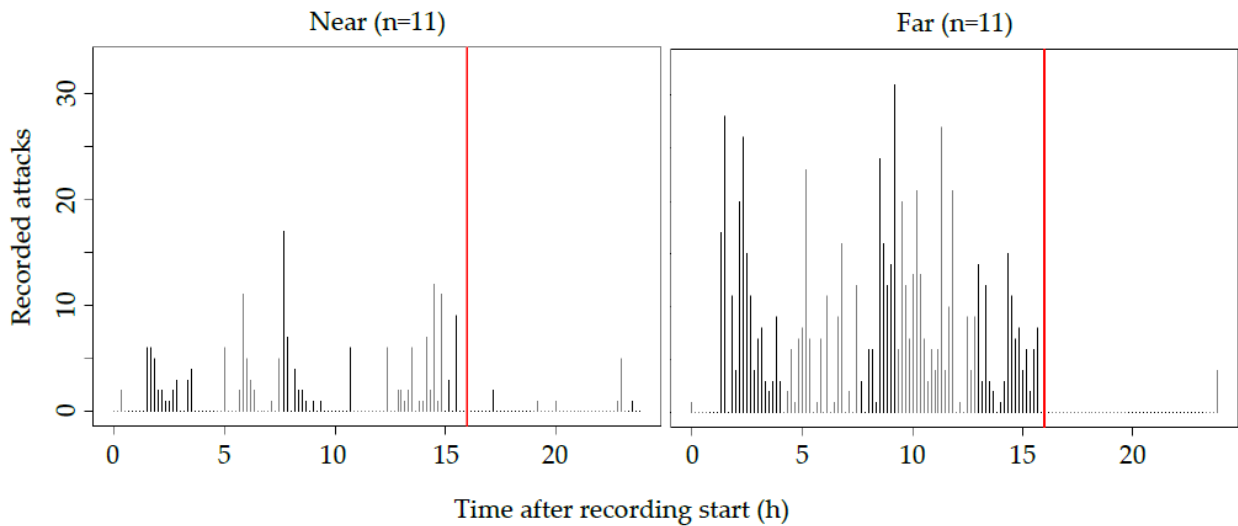 Near (n=11)
Far (n=11)
Recorded attacks
30
20
10
0
0 5 10 15 20
0 5 10 15 20
Time after recording start (h)